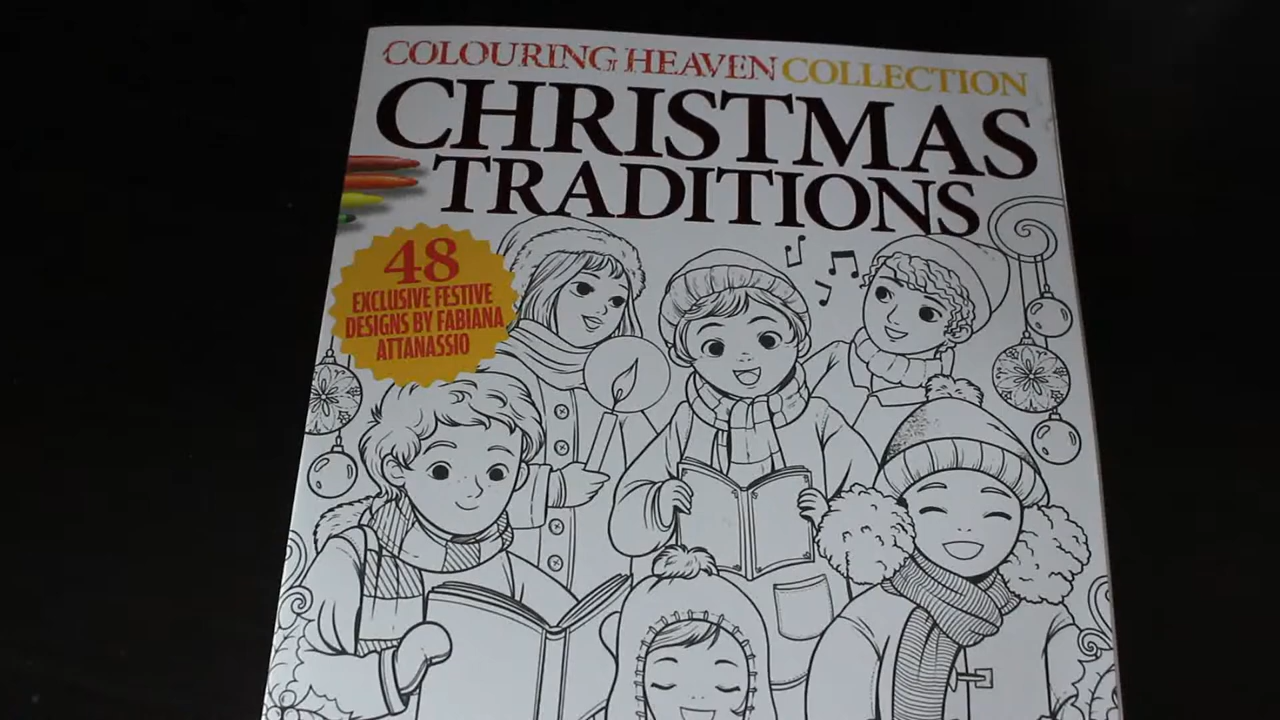 COLOURING HEAVEN COLLECTION
CHRISTMAS
TRADITIONS
48
EXCLUSIVE FESTIVE
DESIGNS BY FABIANA
ATTANASSIO